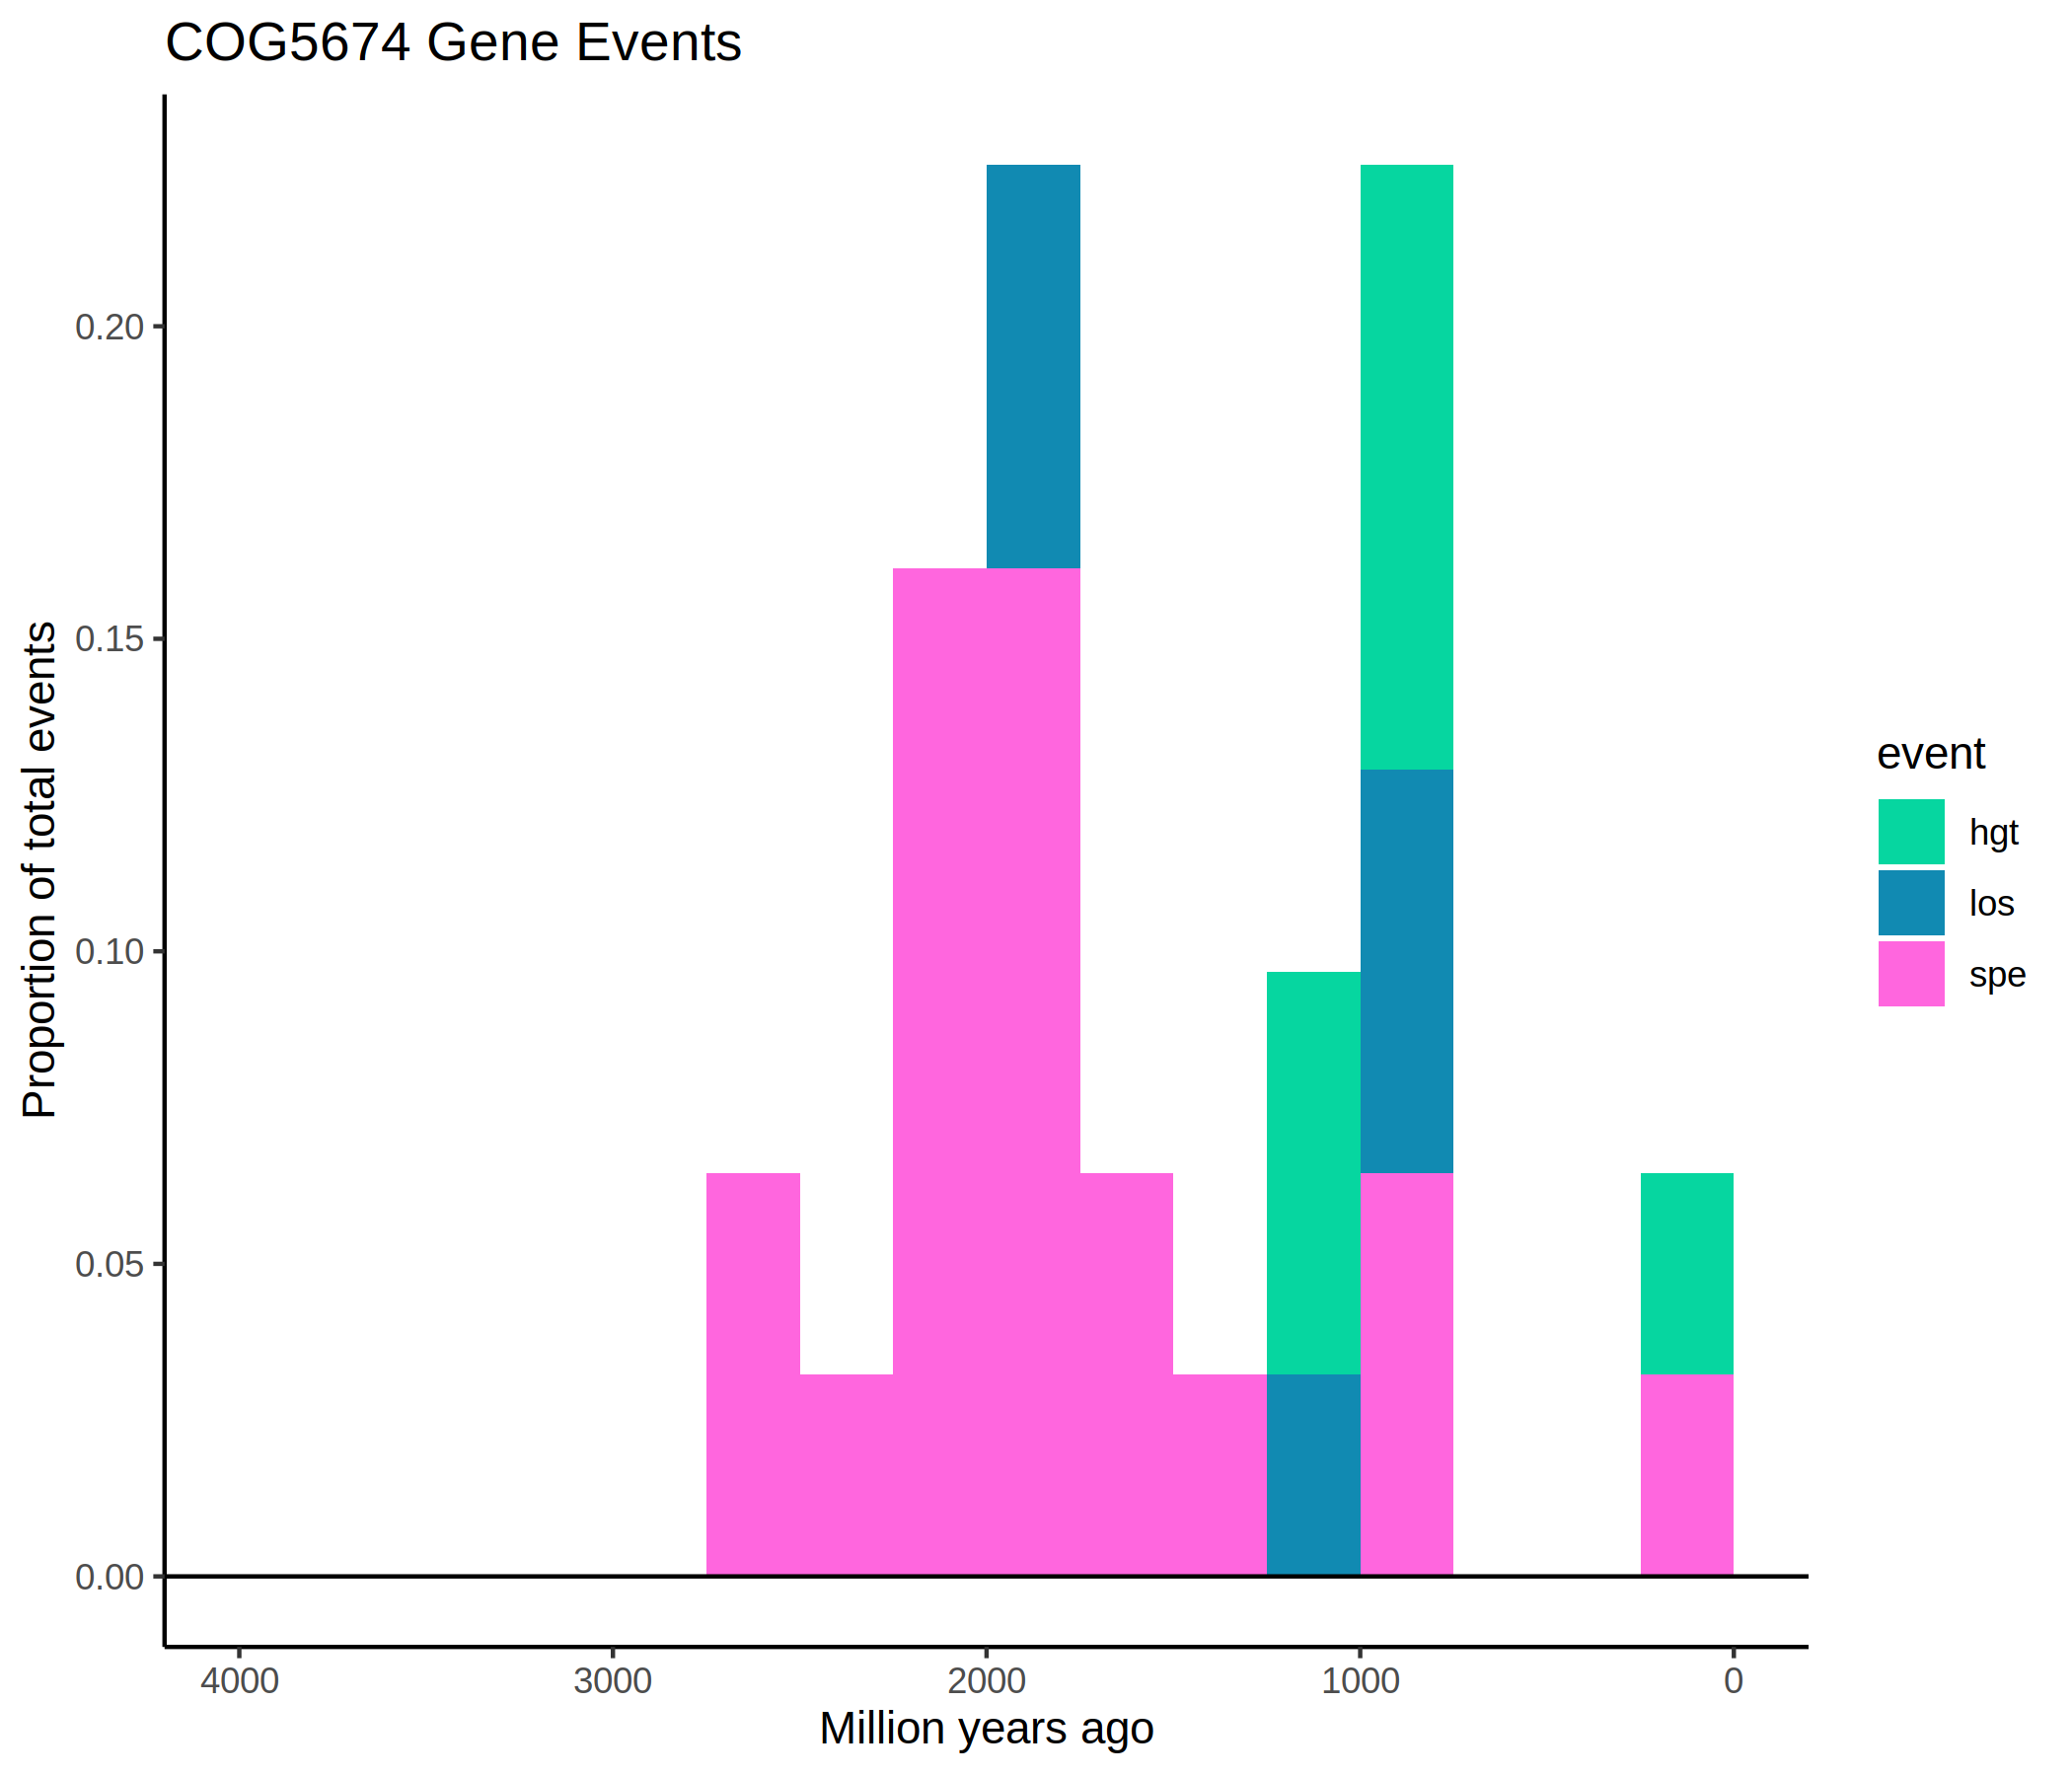 COG5674 Gene Events
Proportion of total events
0.20
0.15
0.10
0.05
0.00
4000 3000 2000 1000 0
Million years ago
event
hgt
los
spe